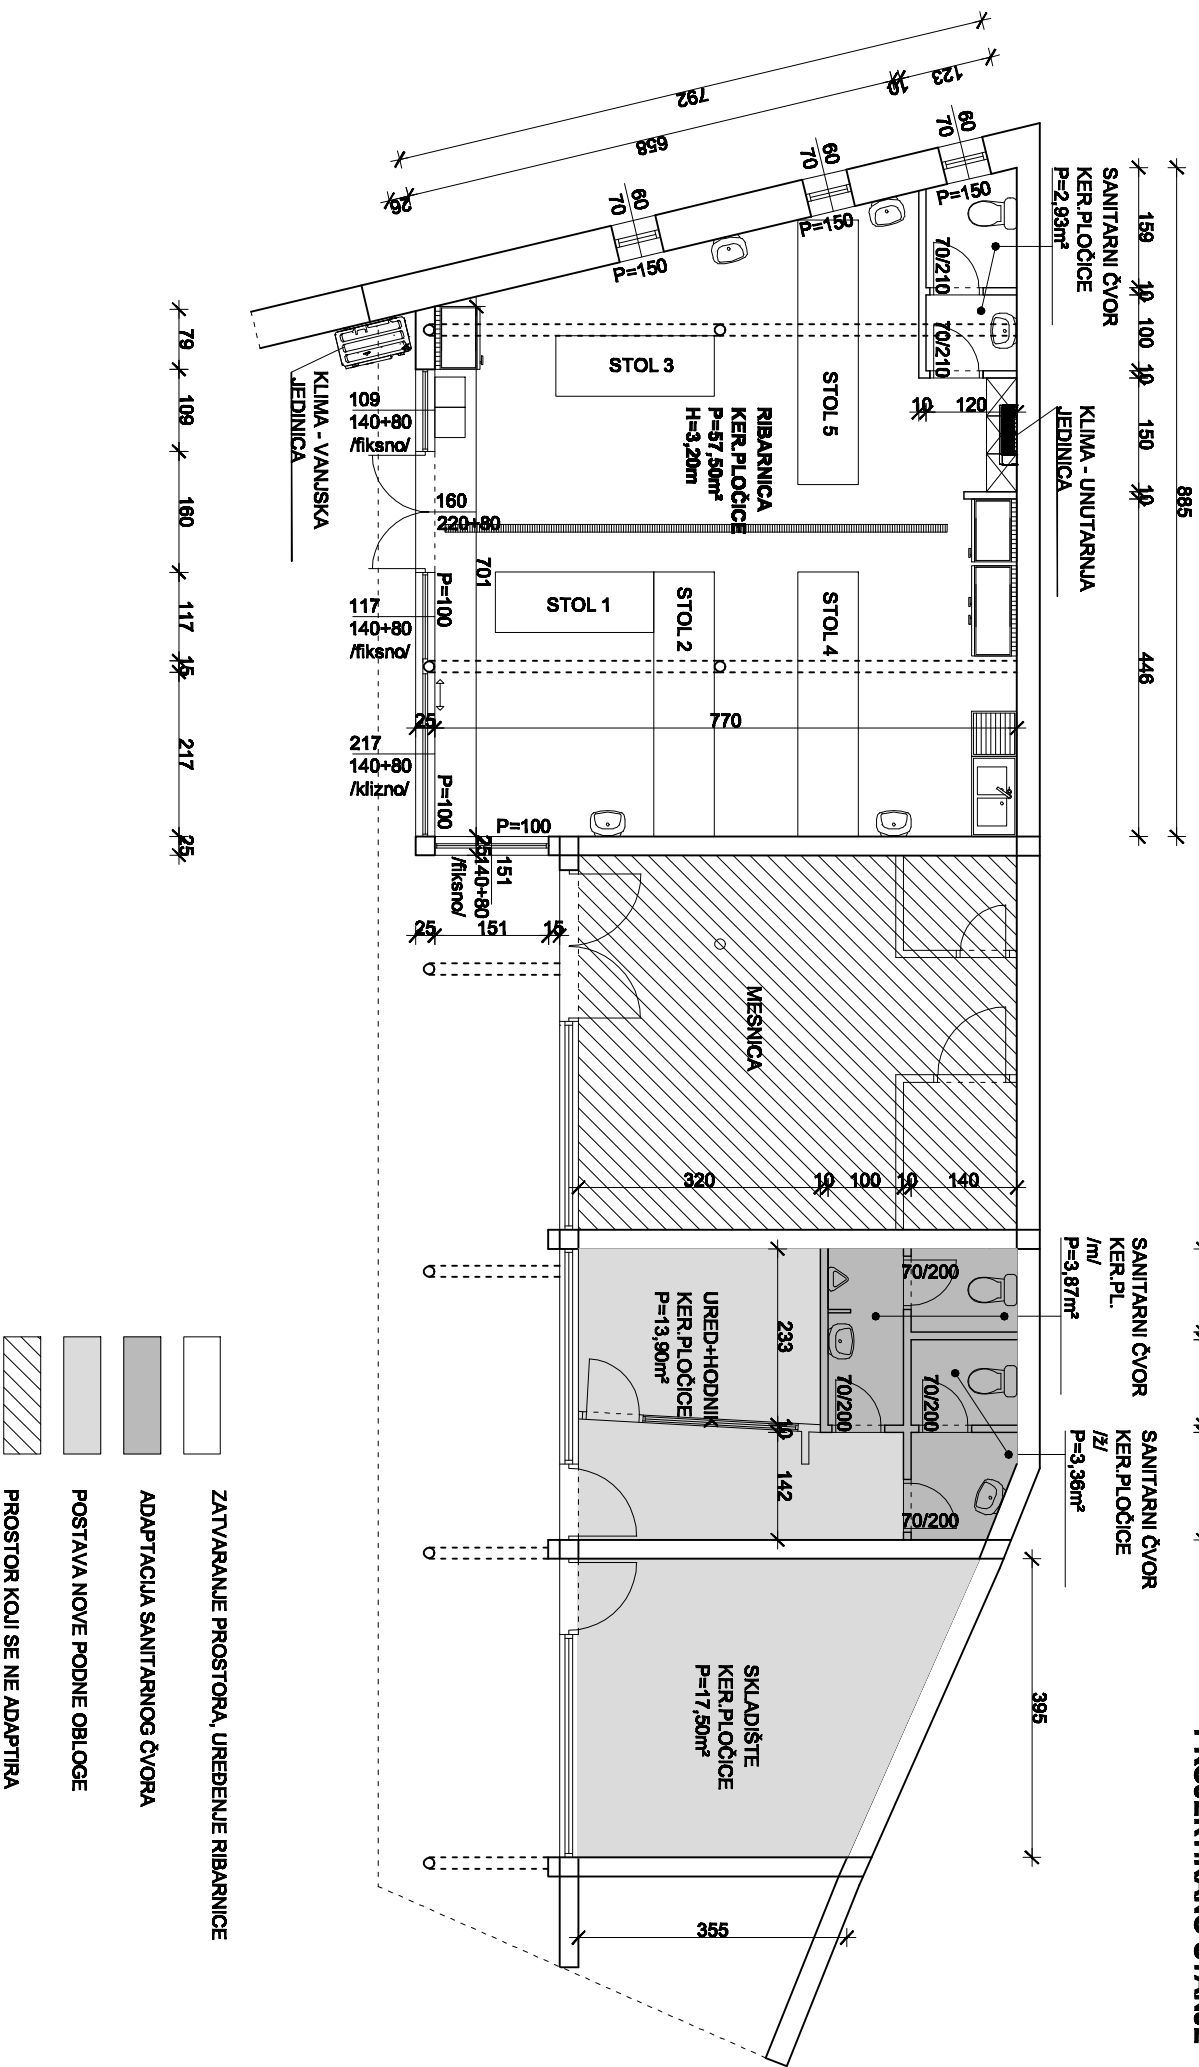 792
658
10
123
26
60
70
P=150
60
70
P=150
60
70
P=150
SANITARNI ČVOR
KER.PLOČICE
P=2,93m²
885
159
10
100
10
150
10
446
KLIMA - UNUTARNJA
JEDINICA
70/210
70/210
10
120
STOL 3
STOL 5
RIBARNICA
KER.PLOČICE
P=57,50m²
H=3,20m
KLIMA - VANJSKA
JEDINICA
109
140+80
/fiksno/
160
220+80
701
P=100
117
140+80
/fiksno/
217
140+80
/klizno/
P=100
STOL 1
STOL 2
STOL 4
25
770
79
109
160
117
15
217
25
P=100
25
151
140+80
/fiksno/
25
151
15
MESNICA
320
10
100
10
140
SANITARNI ČVOR
KER.PL.
/m/
P=3,87m²
SANITARNI ČVOR
KER.PLOČICE
/ž/
P=3,36m²
70/200
70/200
70/200
70/200
URED+HODNIK
KER.PLOČICE
P=13,90m²
233
10
142
SKLADIŠTE
KER.PLOČICE
P=17,50m²
395
355
ZATVARANJE PROSTORA, UREĐENJE RIBARNICE
ADAPTACIJA SANITARNOG ČVORA
POSTAVA NOVE PODNE OBLOGE
PROSTOR KOJI SE NE ADAPTIRA